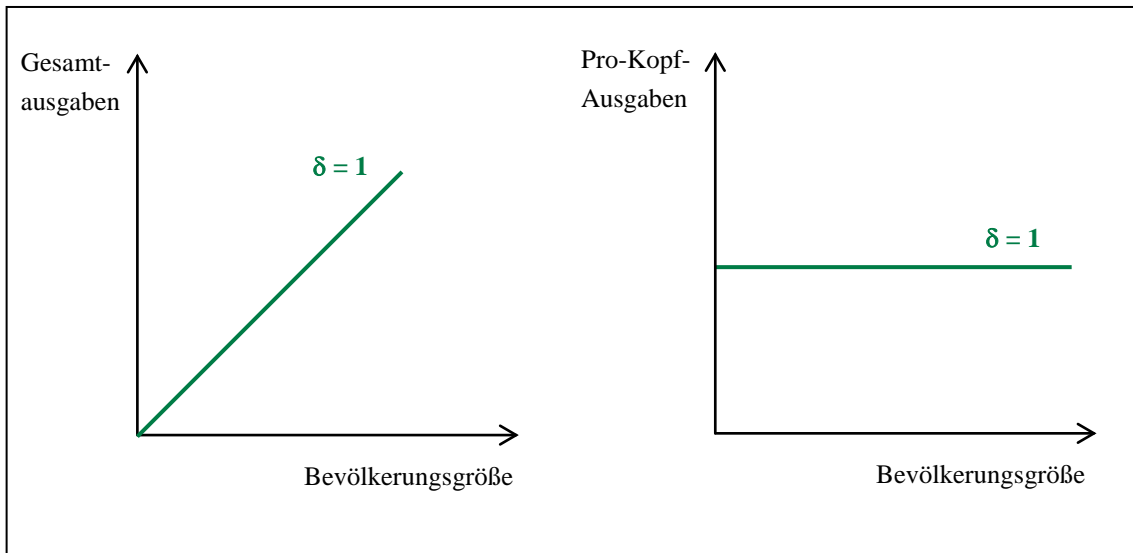 Gesamt-
ausgaben
δ = 1
Bevölkerungsgröße
Pro-Kopf-
Ausgaben
δ = 1
Bevölkerungsgröße